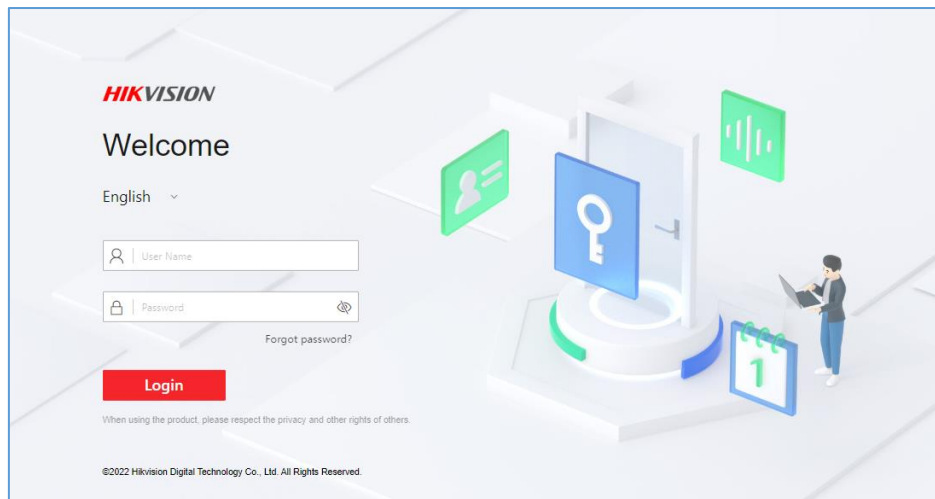 HIKVISION
Welcome
English
User Name
Password
Forgot password?
Login
When using the product, please respect the privacy and other rights of others.
©2022 Hikvision Digital Technology Co., Ltd. All Rights Reserved.
1